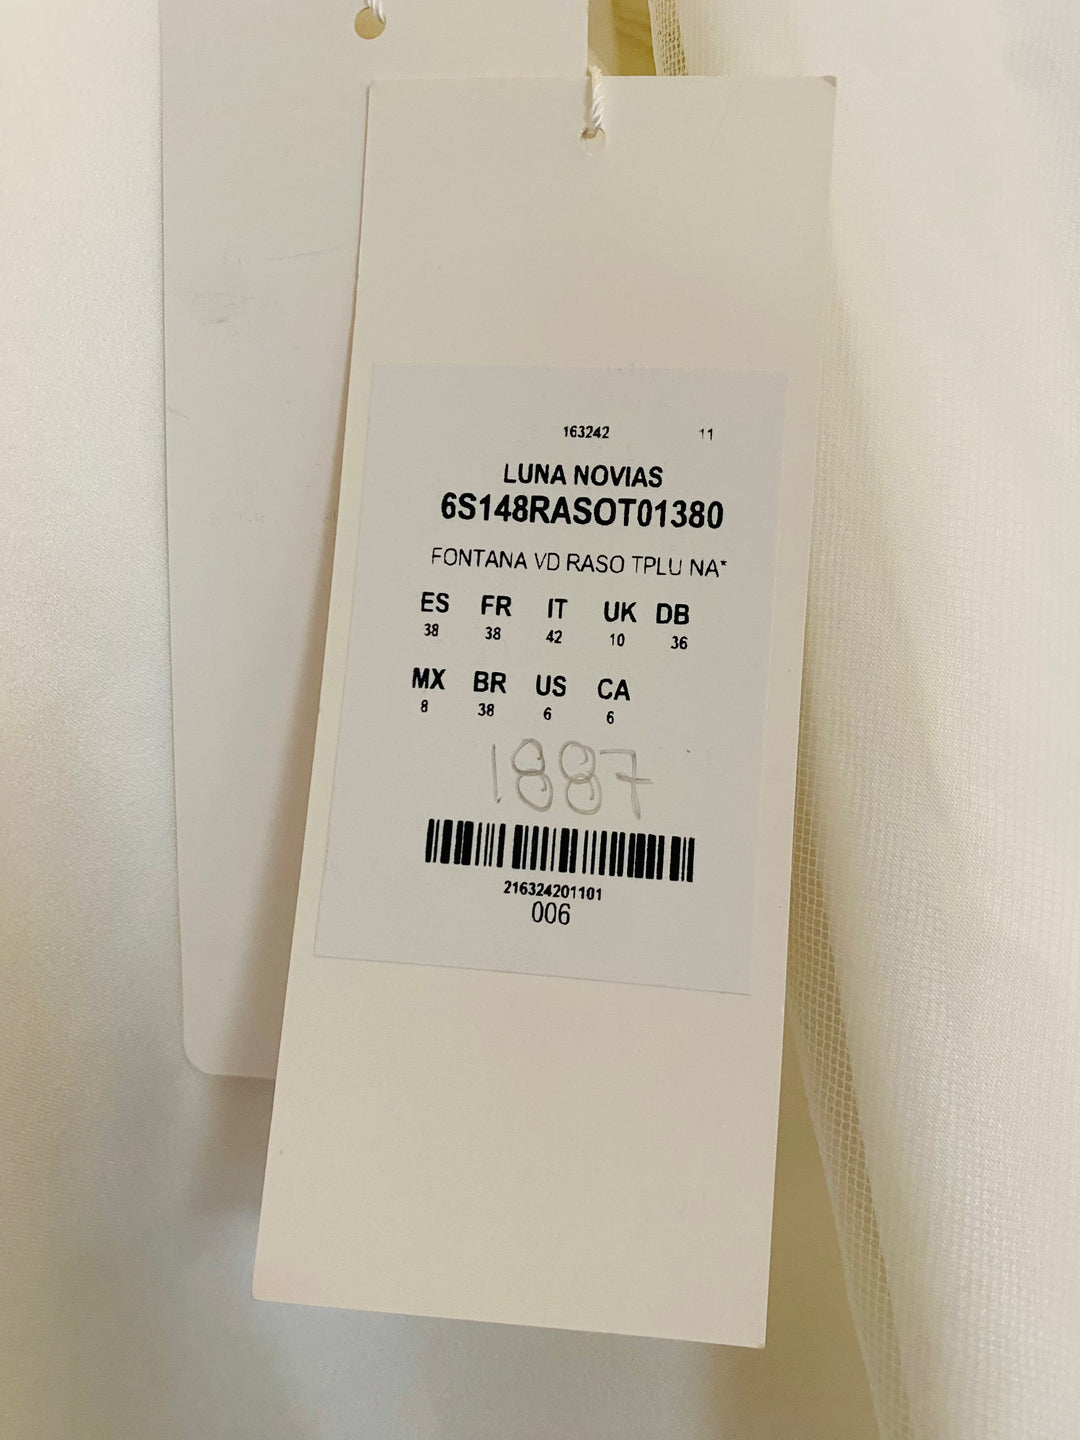 163242 11
LUNA NOVIAS
6S148RASOT01380
FONTANA VD RASO TPLU NA*
ES FR IT UK DB
38 38 42 10 36
MX BR US CA
8 38 6 6
1887
216324201101
006